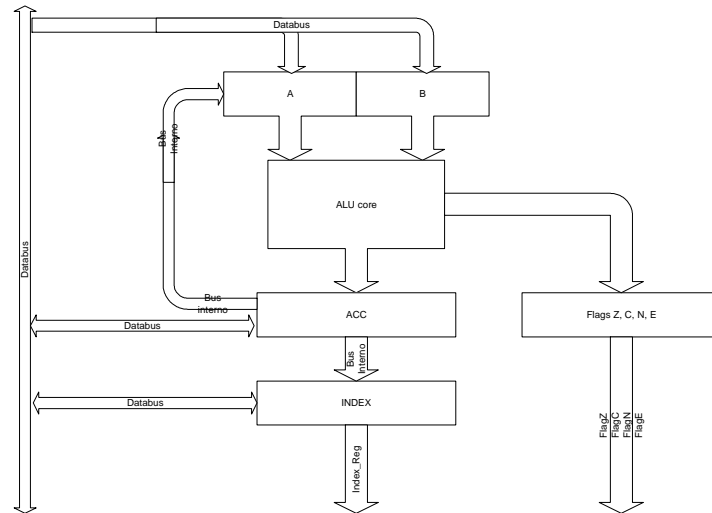 Databus
A
B
Bus
Interno
ALU core
Databus
Bus
interno
ACC
Flags Z, C, N, E
Databus
Bus
Interno
INDEX
Databus
Index_Reg
FlagZ
FlagC
FlagN
FlagE